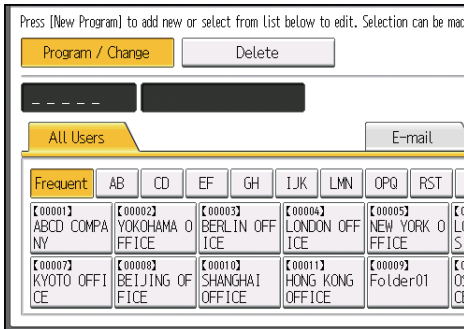 Press [New Program] to add new or select from list below to edit. Selection can be mad
Program / Change
Delete
_ _ _ _ _
All Users
E-mail
Frequent
AB
CD
EF
GH
IJK
LMN
OPQ
RST
【00001】
ABCD COMPA
NY
【00002】
YOKOHAMA O
FFICE
【00003】
BERLIN OFF
ICE
【00004】
LONDON OFF
ICE
【00005】
NEW YORK O
FFICE
【00007】
KYOTO OFFI
CE
【00008】
BEIJING OF
FICE
【00010】
SHANGHAI
OFFICE
【00011】
HONG KONG
OFFICE
【00009】
Folder01